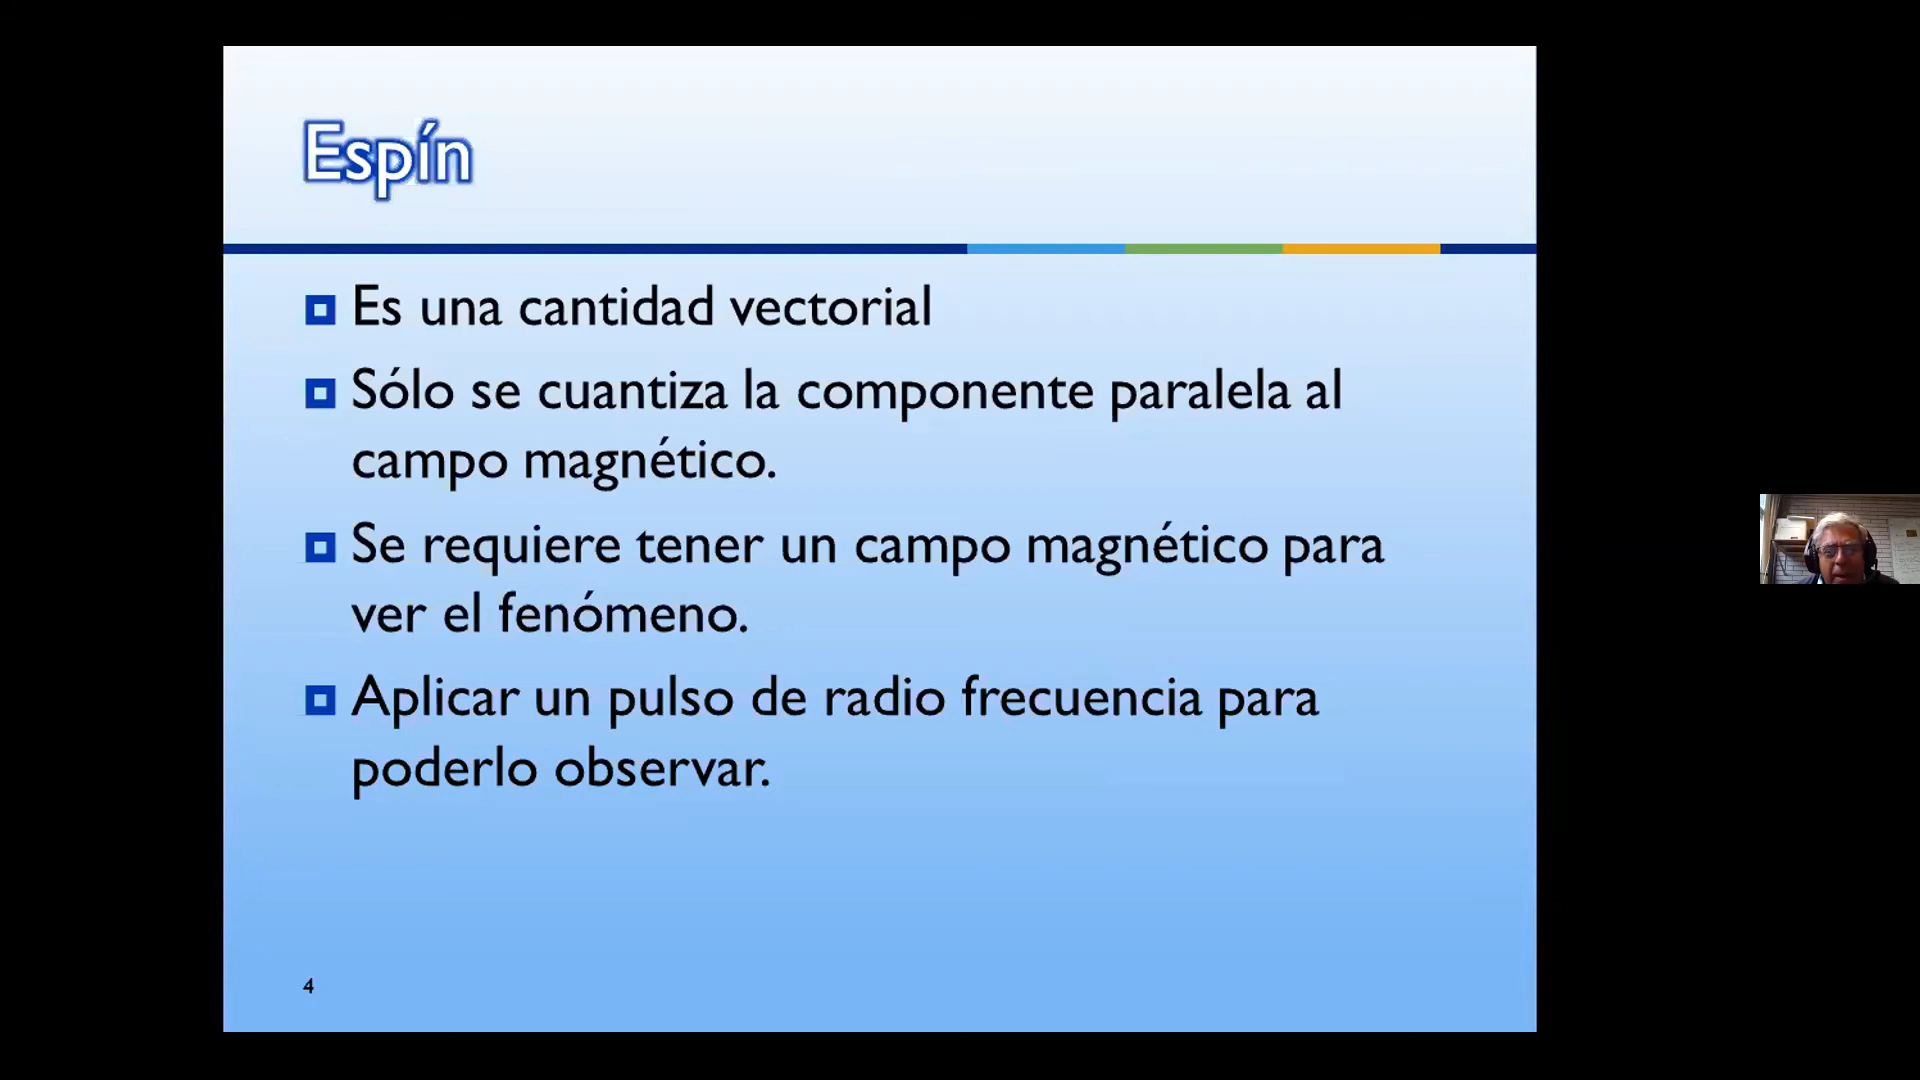 Espín
Es una cantidad vectorial
Sólo se cuantiza la componente paralela al
campo magnético.
Se requiere tener un campo magnético para
ver el fenómeno.
Aplicar un pulso de radio frecuencia para
poderlo observar.
4